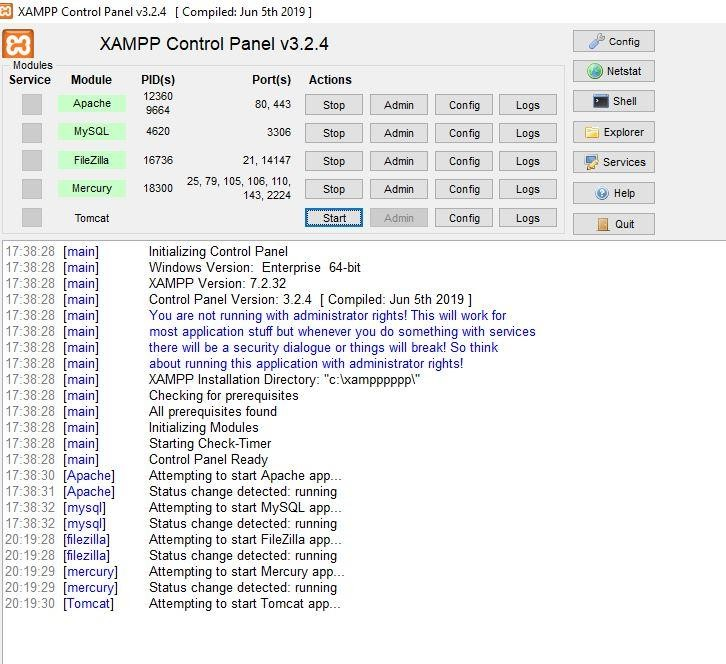 XAMPP Control Panel v3.2.4 [ Compiled: Jun 5th 2019 ]
XAMPP Control Panel v3.2.4
Config
Modules
Service Module PID(s) Port(s) Actions
Netstat
Apache 12360 9664 80, 443 Stop Admin Config Logs
Shell
MySQL 4620 3306 Stop Admin Config Logs
Explorer
FileZilla 16736 21, 14147 Stop Admin Config Logs
Services
Mercury 18300 25, 79, 105, 106, 110, 143, 2224 Stop Admin Config Logs
Help
Tomcat Start Admin Config Logs
Quit
17:38:28 [main] Initializing Control Panel
17:38:28 [main] Windows Version: Enterprise 64-bit
17:38:28 [main] XAMPP Version: 7.2.32
17:38:28 [main] Control Panel Version: 3.2.4 [ Compiled: Jun 5th 2019 ]
17:38:28 [main] You are not running with administrator rights! This will work for
17:38:28 [main] most application stuff but whenever you do something with services
17:38:28 [main] there will be a security dialogue or things will break! So think
17:38:28 [main] about running this application with administrator rights!
17:38:28 [main] XAMPP Installation Directory: "c:\xampppppp\"
17:38:28 [main] Checking for prerequisites
17:38:28 [main] All prerequisites found
17:38:28 [main] Initializing Modules
17:38:28 [main] Starting Check-Timer
17:38:28 [main] Control Panel Ready
17:38:30 [Apache] Attempting to start Apache app...
17:38:31 [Apache] Status change detected: running
17:38:32 [mysql] Attempting to start MySQL app...
17:38:32 [mysql] Status change detected: running
20:19:28 [filezilla] Attempting to start FileZilla app...
20:19:28 [filezilla] Status change detected: running
20:19:29 [mercury] Attempting to start Mercury app...
20:19:29 [mercury] Status change detected: running
20:19:30 [Tomcat] Attempting to start Tomcat app...